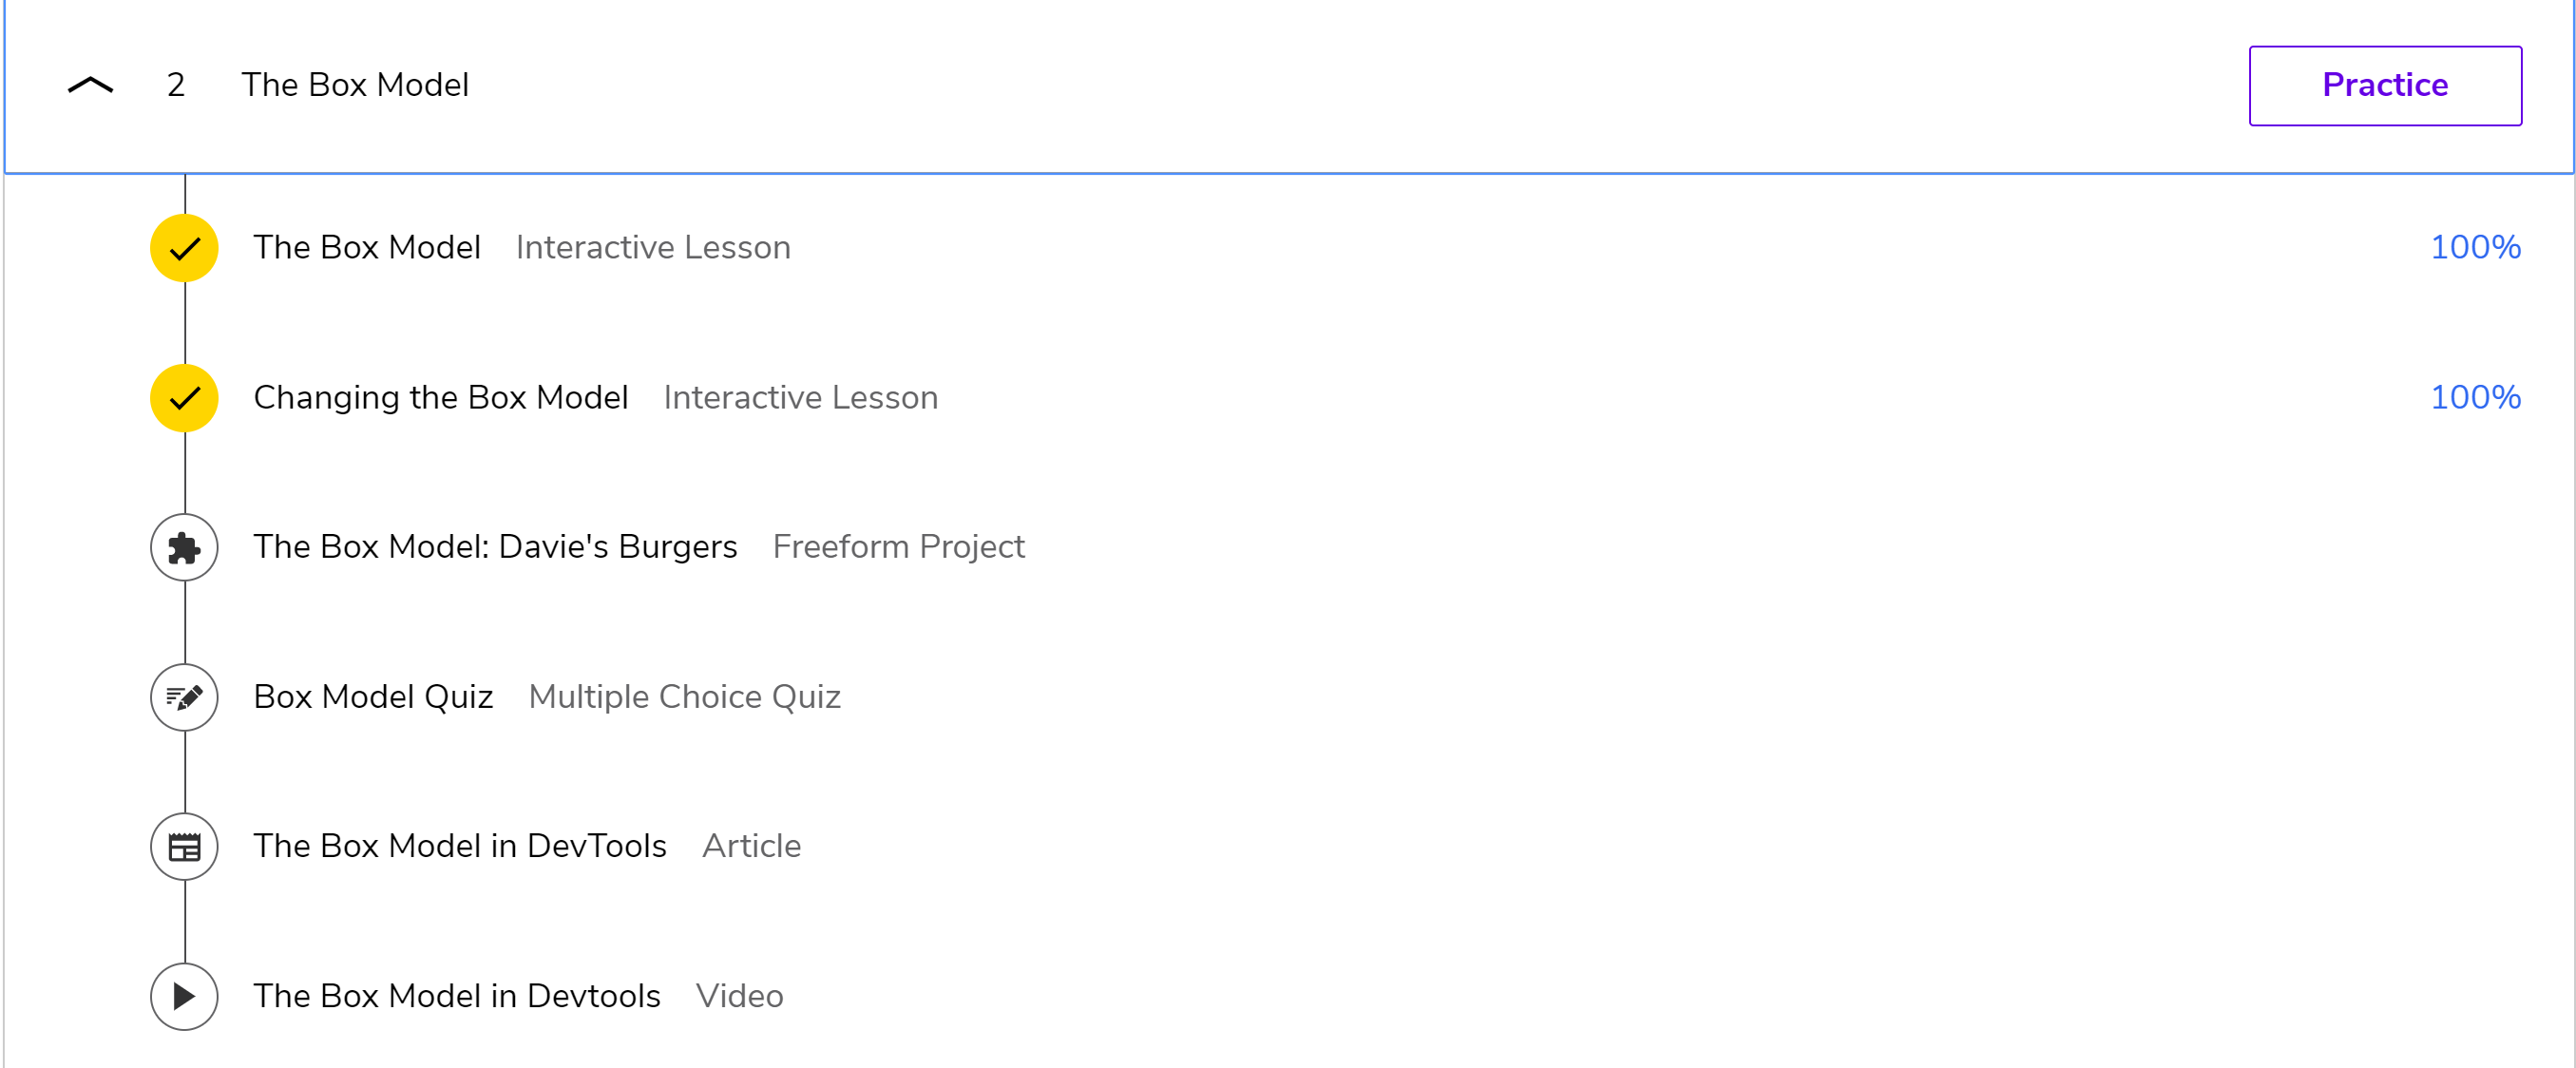 2 The Box Model Practice
The Box Model Interactive Lesson 100%
Changing the Box Model Interactive Lesson 100%
The Box Model: Davie's Burgers Freeform Project
Box Model Quiz Multiple Choice Quiz
The Box Model in DevTools Article
The Box Model in Devtools Video